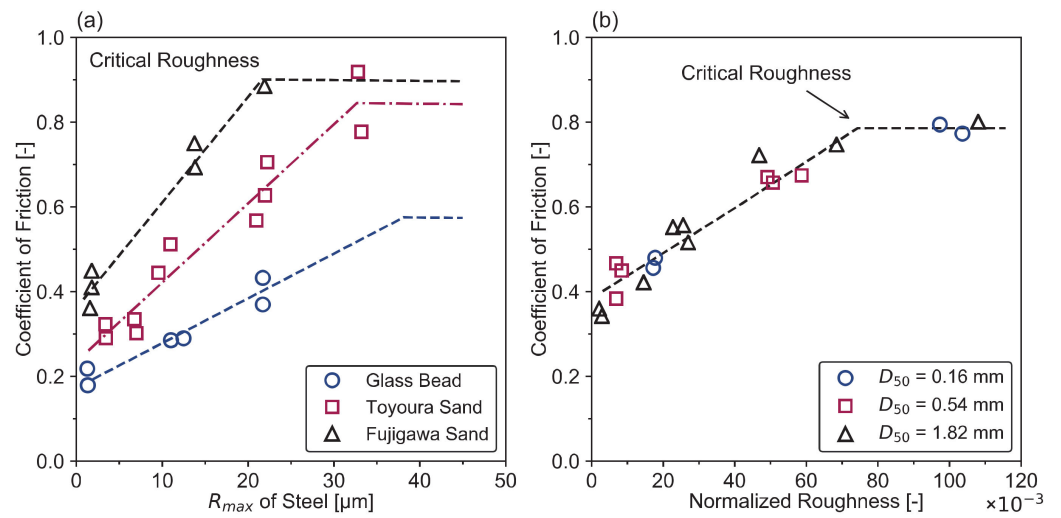 (a)
Critical Roughness
1.0
0.8
0.6
0.4
0.2
0.0
Coefficient of Friction [-]
0 10 20 30 40 50
R_max of Steel [µm]
Glass Bead
Toyoura Sand
Fujigawa Sand
(b)
Critical Roughness
1.0
0.8
0.6
0.4
0.2
0.0
Coefficient of Friction [-]
0 20 40 60 80 100 120
Normalized Roughness [-]
×10⁻³
D₅₀ = 0.16 mm
D₅₀ = 0.54 mm
D₅₀ = 1.82 mm